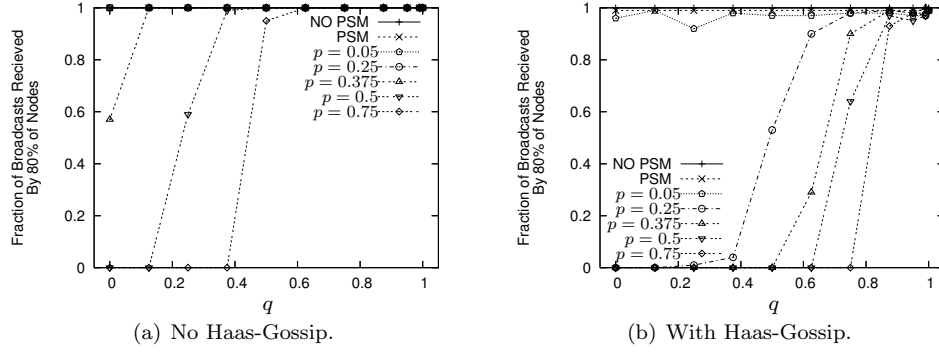 Fraction of Broadcasts Recieved
By 80% of Nodes
1
0.8
0.6
0.4
0.2
0
0 0.2 0.4 0.6 0.8 1
q
NO PSM
PSM
p = 0.05
p = 0.25
p = 0.375
p = 0.5
p = 0.75
(a) No Haas-Gossip.
Fraction of Broadcasts Recieved
By 80% of Nodes
1
0.8
0.6
0.4
0.2
0
0 0.2 0.4 0.6 0.8 1
q
NO PSM
PSM
p = 0.05
p = 0.25
p = 0.375
p = 0.5
p = 0.75
(b) With Haas-Gossip.